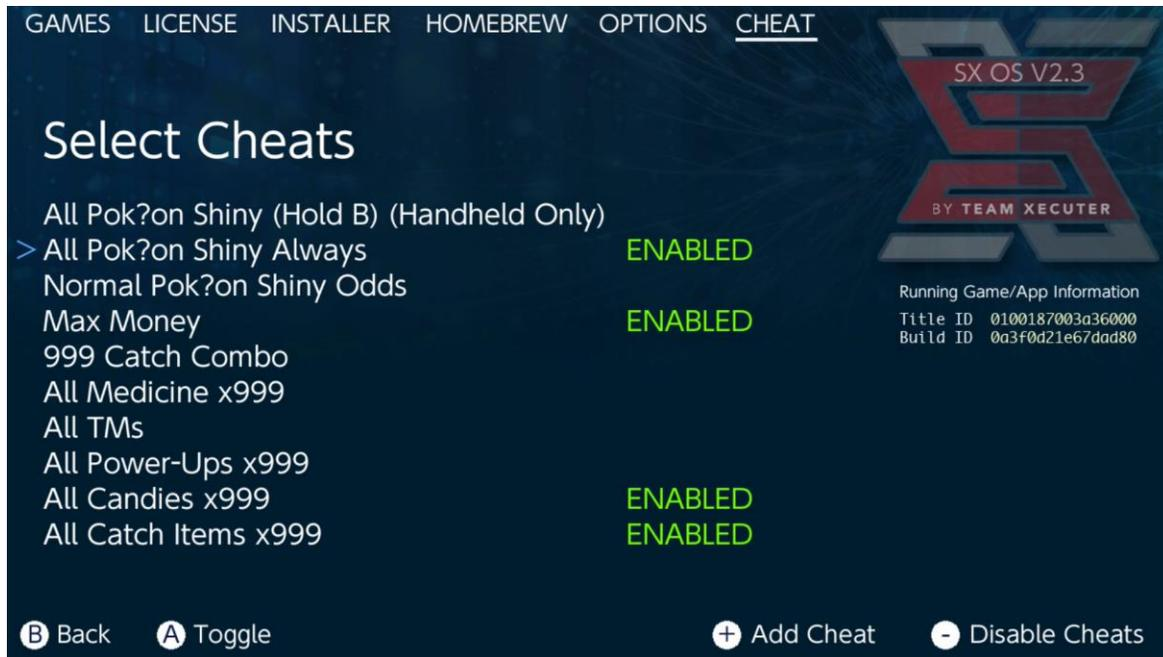 GAMES LICENSE INSTALLER HOMEBREW OPTIONS CHEAT
SX OS V2.3
BY TEAM XECUTER
Select Cheats
All Pok?on Shiny (Hold B) (Handheld Only)
> All Pok?on Shiny Always ENABLED
Normal Pok?on Shiny Odds
Max Money ENABLED
999 Catch Combo
All Medicine x999
All TMs
All Power-Ups x999
All Candies x999 ENABLED
All Catch Items x999 ENABLED
Running Game/App Information
Title ID 0100187003a36000
Build ID 0a3f0d21e67dad80
B Back A Toggle + Add Cheat - Disable Cheats